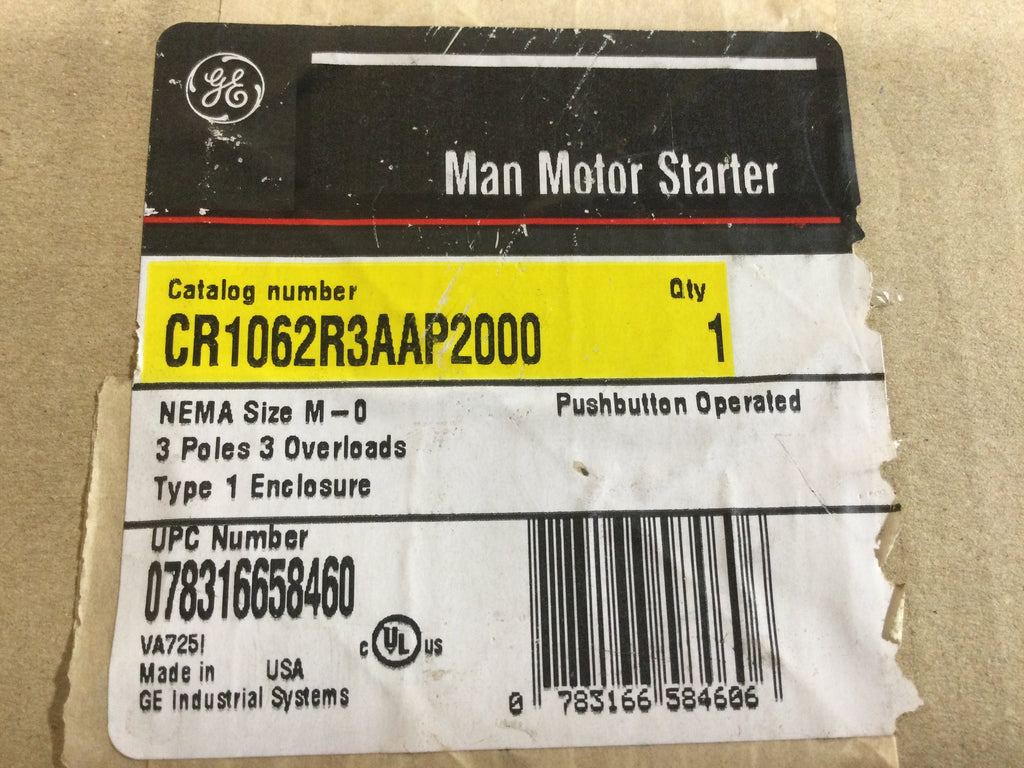 GE
Man Motor Starter
Catalog number Qty
CR1062R3AAP2000 1
NEMA Size M-0 Pushbutton Operated
3 Poles 3 Overloads
Type 1 Enclosure
UPC Number
078316658460
VA725I
Made in USA
GE Industrial Systems
c UL us
0 783166 584606